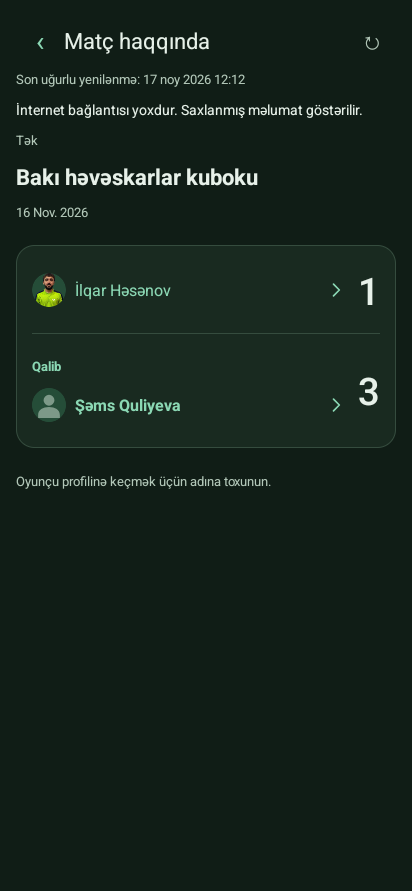 Matç haqqında
Son uğurlu yenilənmə: 17 noy 2026 12:12
İnternet bağlantısı yoxdur. Saxlanmış məlumat göstərilir.
Tək
Bakı həvəskarlar kuboku
16 Nov. 2026
İlqar Həsənov
1
Qalib
Şəms Quliyeva
3
Oyunçu profilinə keçmək üçün adına toxunun.